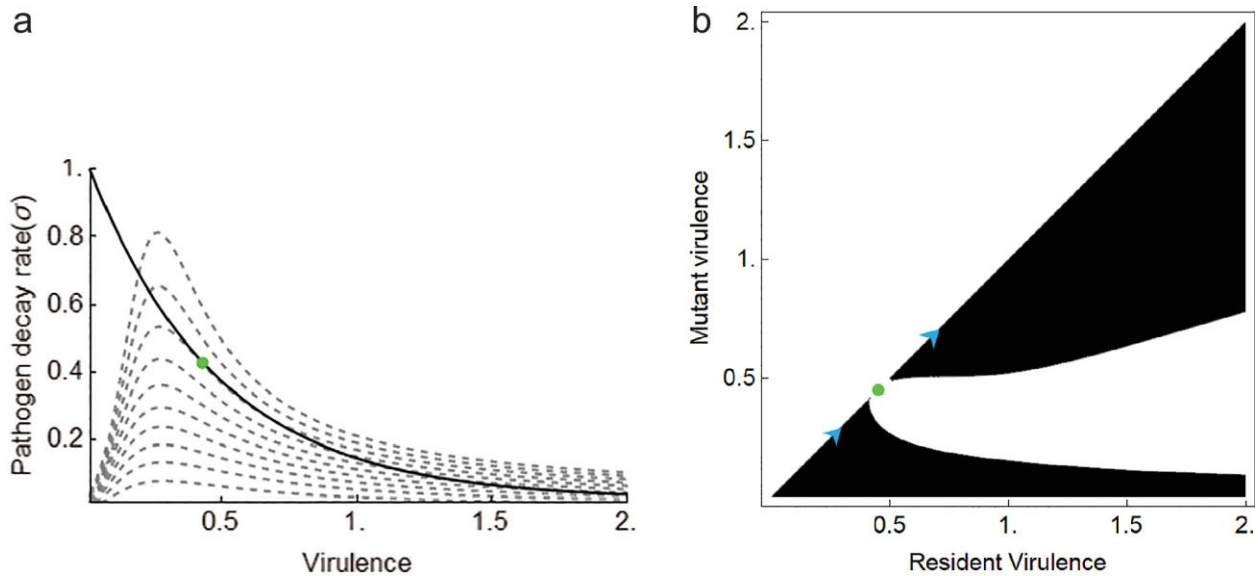 a
b
Pathogen decay rate(σ)
1.
0.8
0.6
0.4
0.2
0.5
1.
1.5
2.
Virulence
Mutant virulence
2.
1.5
1.
0.5
0.5
1.
1.5
2.
Resident Virulence